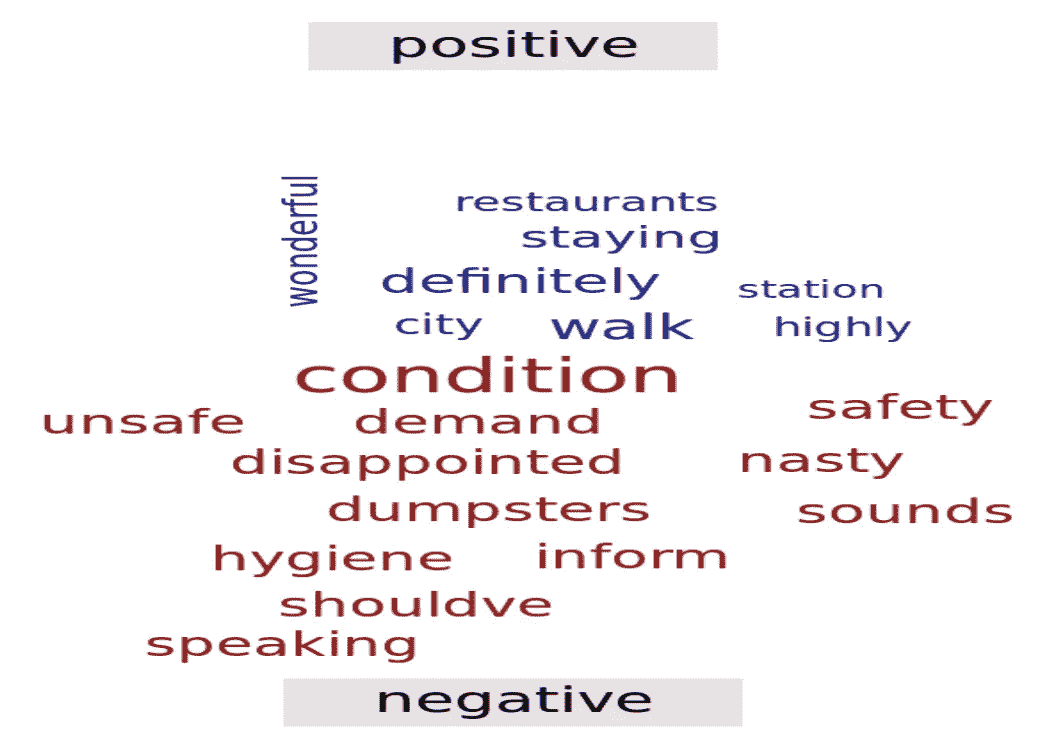 positive
wonderful
restaurants
staying
definitely
station
city walk highly
condition
unsafe demand safety
disappointed nasty
dumpsters sounds
hygiene inform
shouldve
speaking
negative